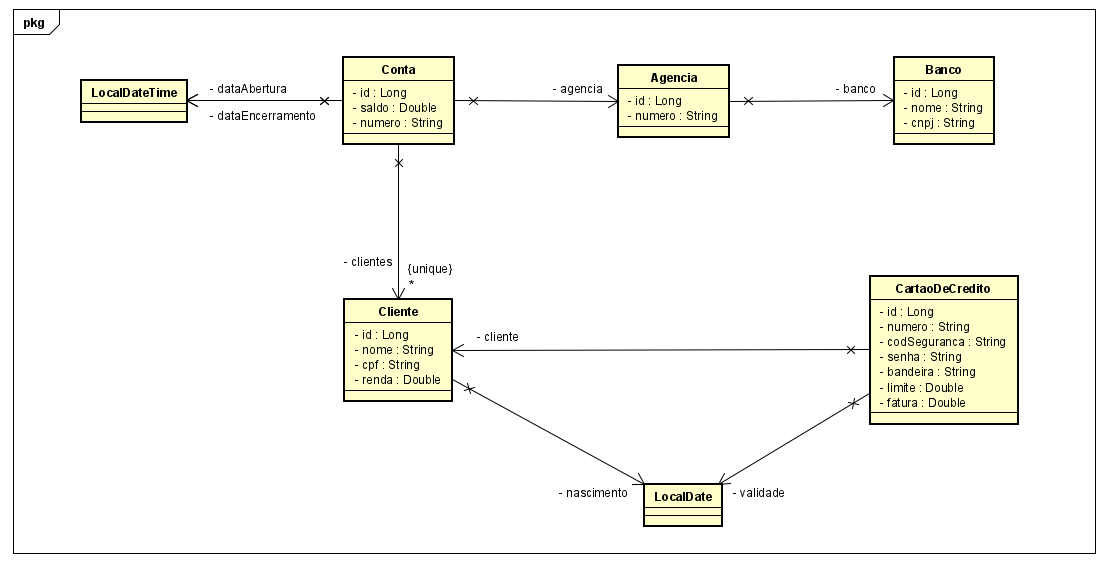 pkg
LocalDateTime
- dataAbertura
- dataEncerramento
Conta
- id : Long
- saldo : Double
- numero : String
- agencia
Agencia
- id : Long
- numero : String
- banco
Banco
- id : Long
- nome : String
- cnpj : String
- clientes
{unique}
*
Cliente
- id : Long
- nome : String
- cpf : String
- renda : Double
- cliente
CartaoDeCredito
- id : Long
- numero : String
- codSeguranca : String
- senha : String
- bandeira : String
- limite : Double
- fatura : Double
- nascimento
LocalDate
- validade